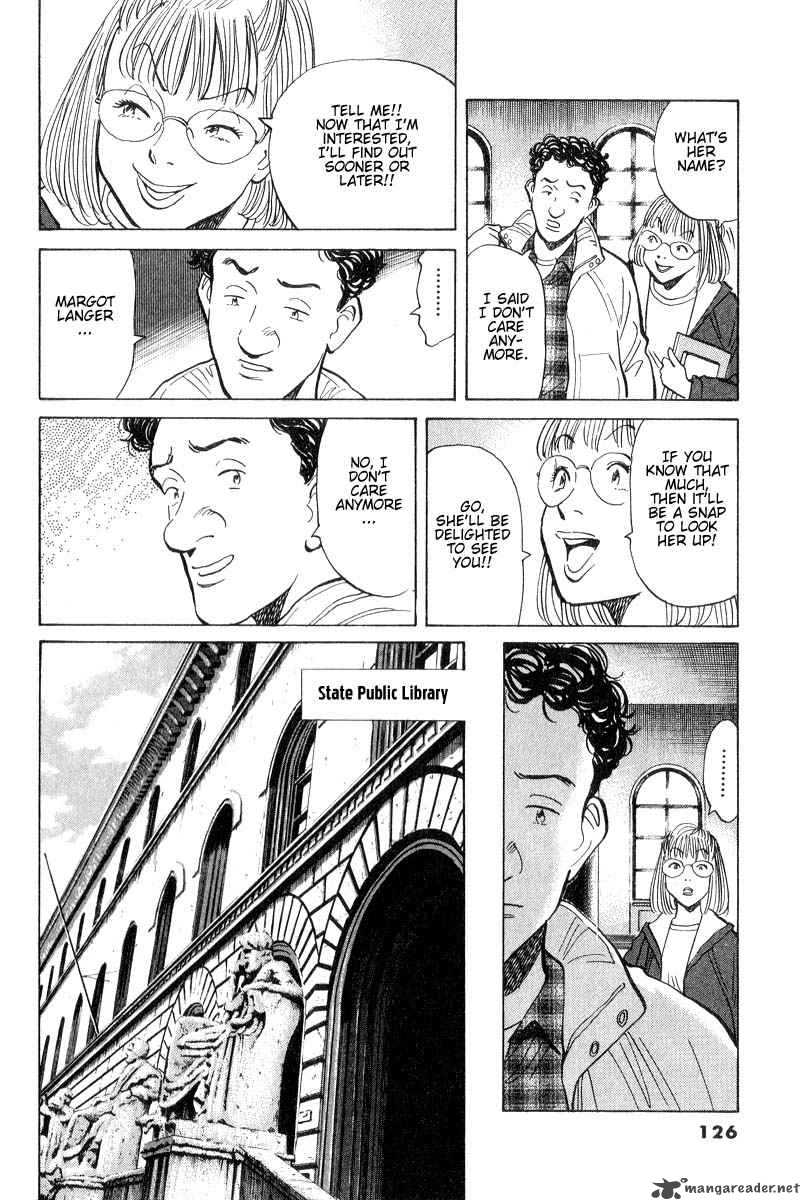 WHAT'S
HER
NAME?
I SAID
I DON'T
CARE
ANY-
MORE.
TELL ME!!
NOW THAT I'M
INTERESTED,
I'LL FIND OUT
SOONER OR
LATER!!
.........
MARGOT
LANGER
...
IF YOU
KNOW THAT
MUCH,
THEN IT'LL
BE A SNAP
TO LOOK
HER UP!
GO,
SHE'LL BE
DELIGHTED
TO SEE
YOU!!
NO, I
DON'T
CARE
ANYMORE
...
.........
State Public Library
126
mangareader.net